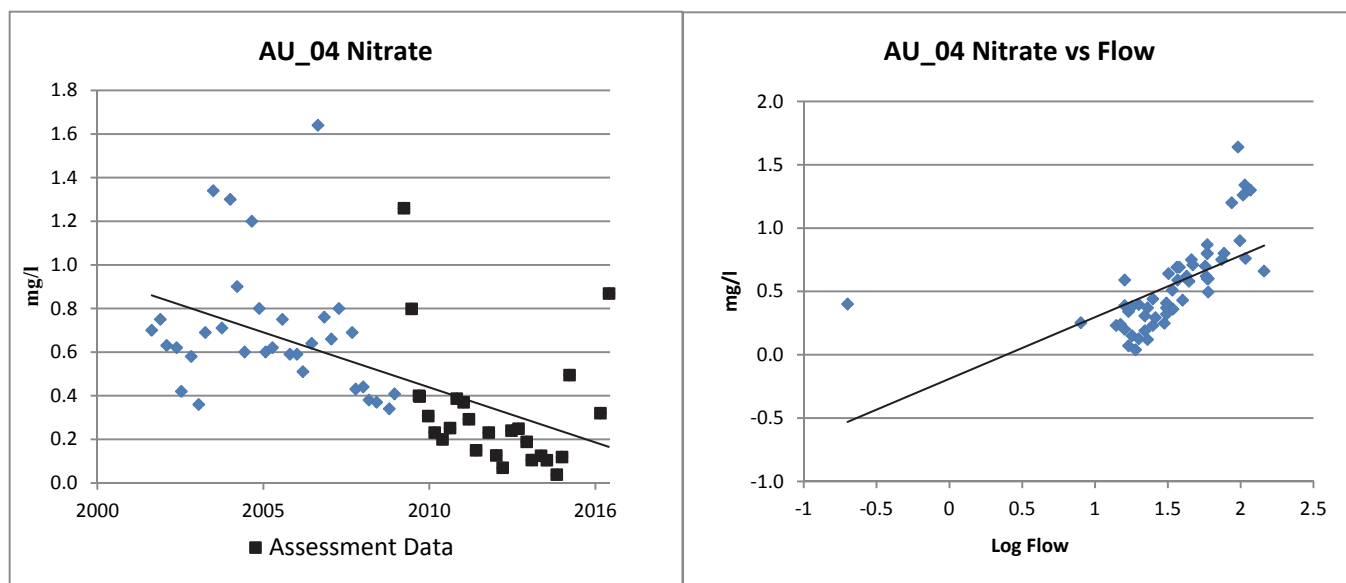 AU_04 Nitrate
mg/l
1.8
1.6
1.4
1.2
1.0
0.8
0.6
0.4
0.2
0.0
2000 2005 2010 2016
Assessment Data
AU_04 Nitrate vs Flow
mg/l
2.0
1.5
1.0
0.5
0.0
-0.5
-1.0
-1 -0.5 0 0.5 1 1.5 2 2.5
Log Flow